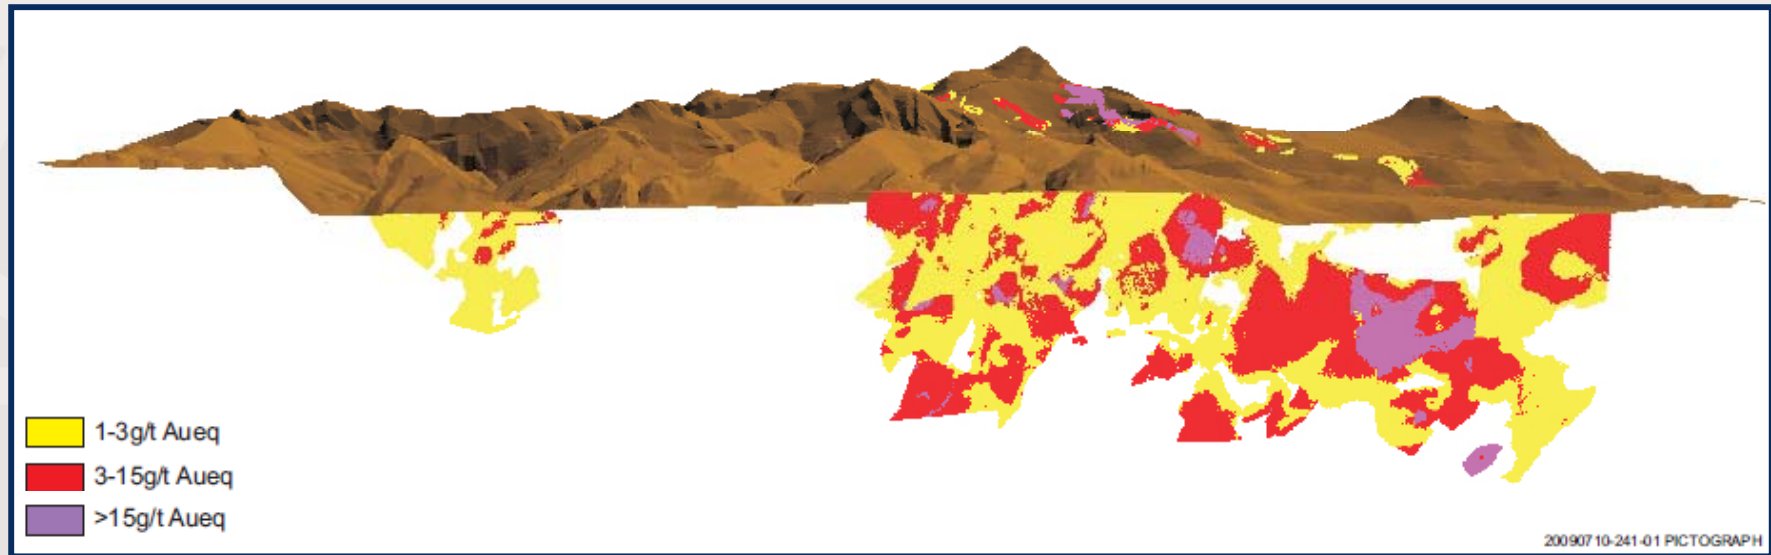 1-3g/t Aueq
3-15g/t Aueq
>15g/t Aueq
20090710-241-01 PICTOGRAPH